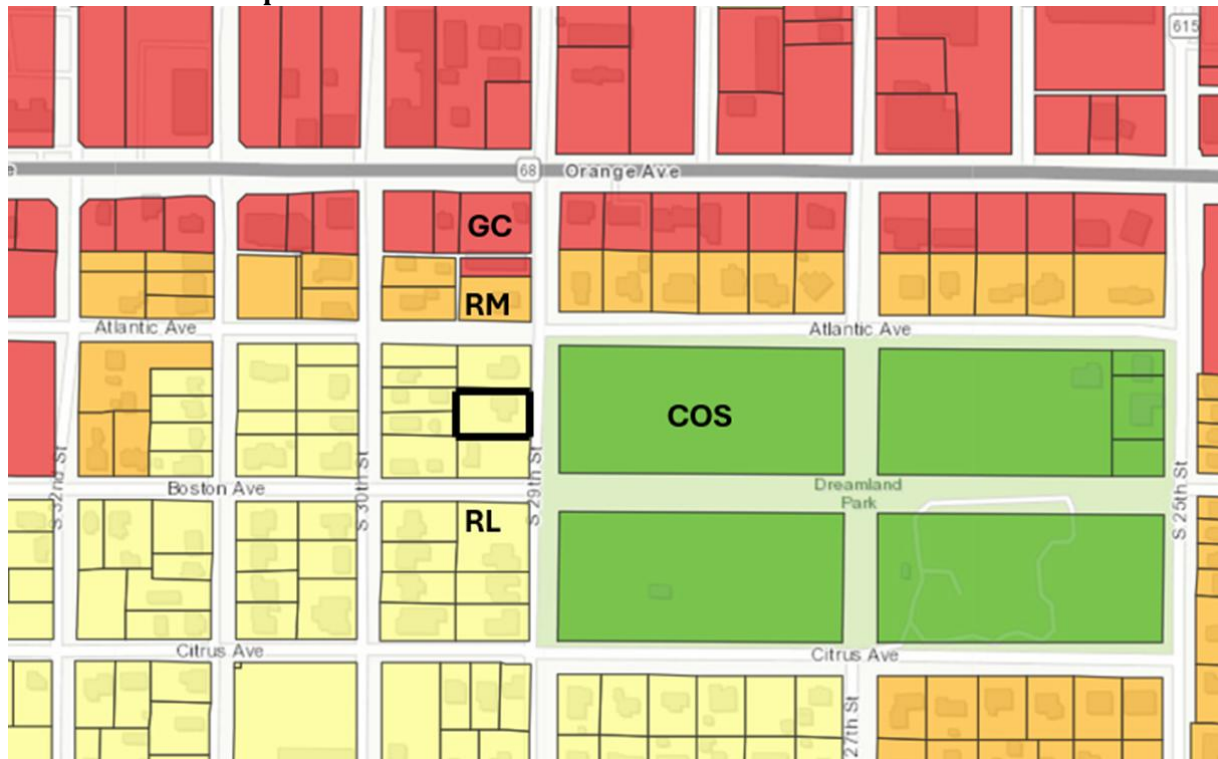 615
e
68
Orange Ave
GC
RM
Atlantic Ave
Atlantic Ave
COS
S 32nd St
S 30th St
S 29th St
Boston Ave
Dreamland
Park
S 25th St
RL
Citrus Ave
Citrus Ave
27th St